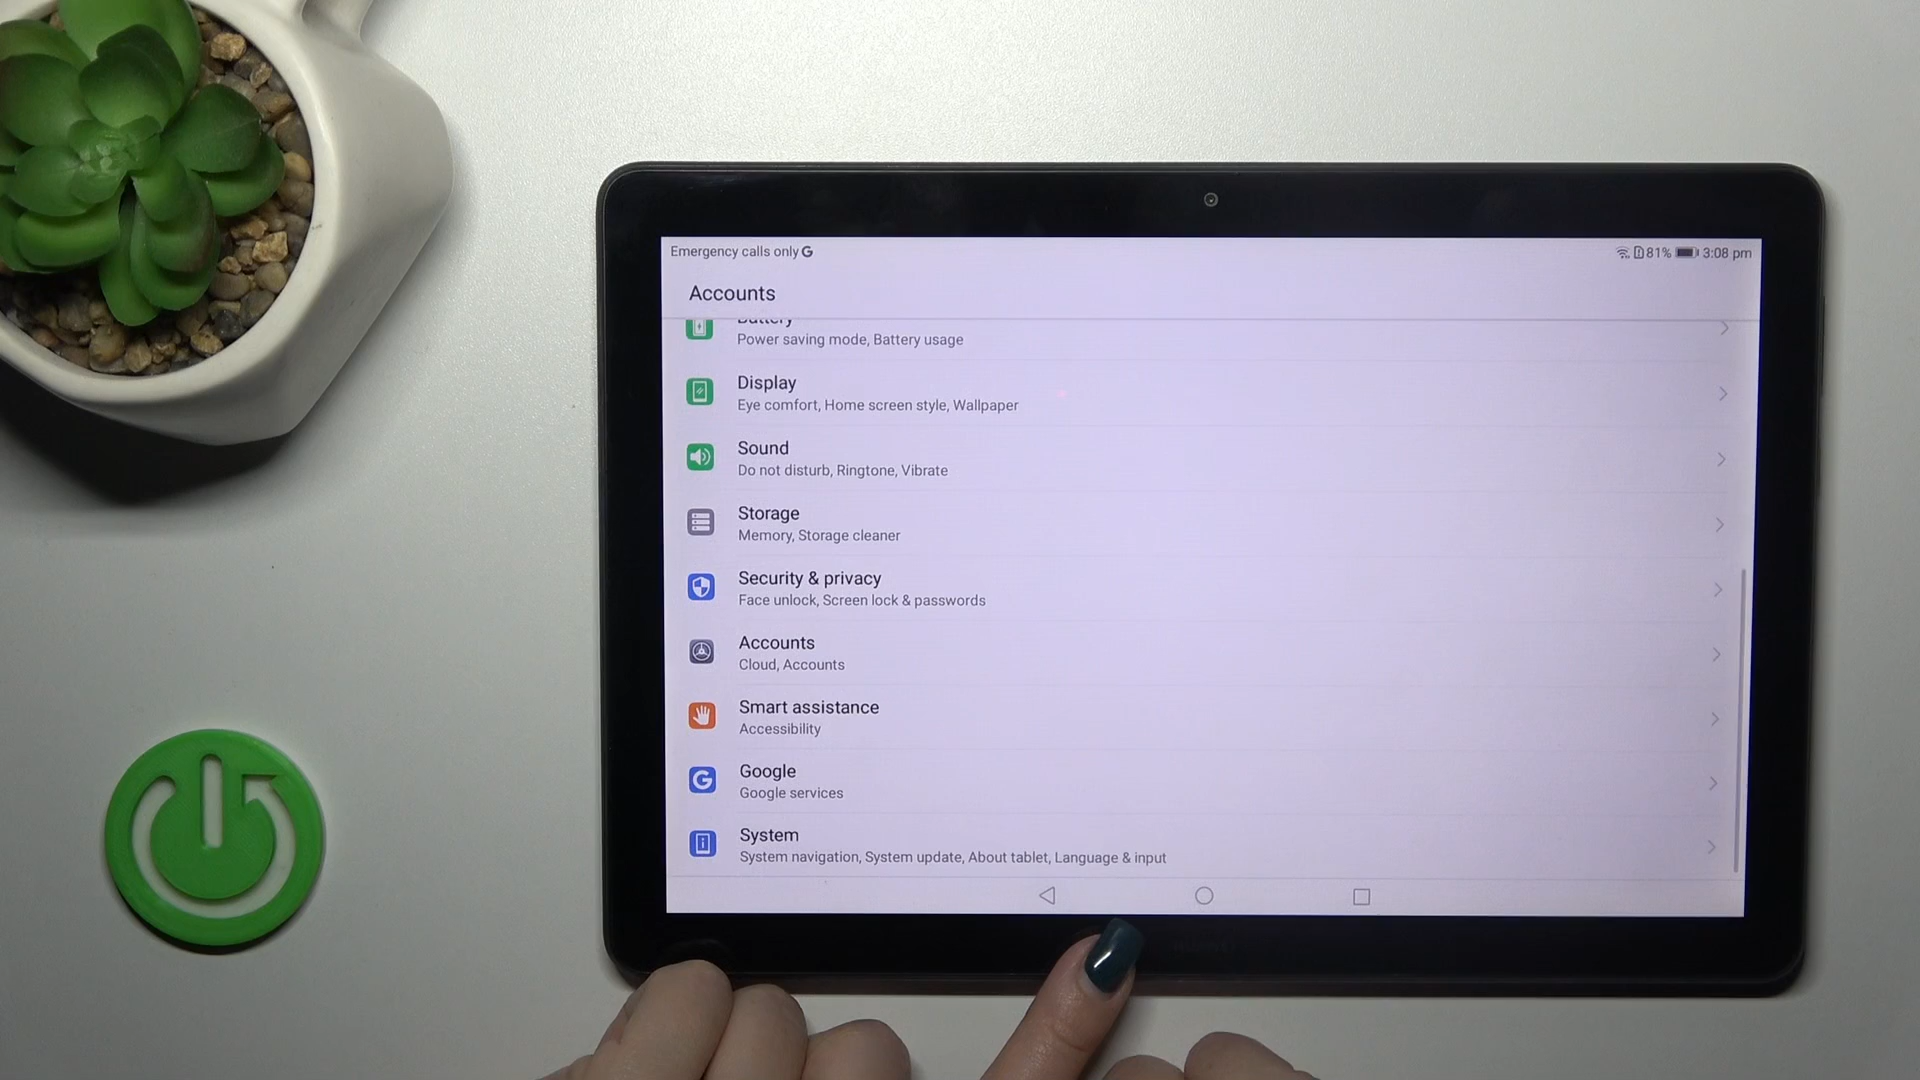 Emergency calls only G
81% 3:08 pm
Accounts
Battery
Power saving mode, Battery usage
Display
Eye comfort, Home screen style, Wallpaper
Sound
Do not disturb, Ringtone, Vibrate
Storage
Memory, Storage cleaner
Security & privacy
Face unlock, Screen lock & passwords
Accounts
Cloud, Accounts
Smart assistance
Accessibility
Google
Google services
System
System navigation, System update, About tablet, Language & input